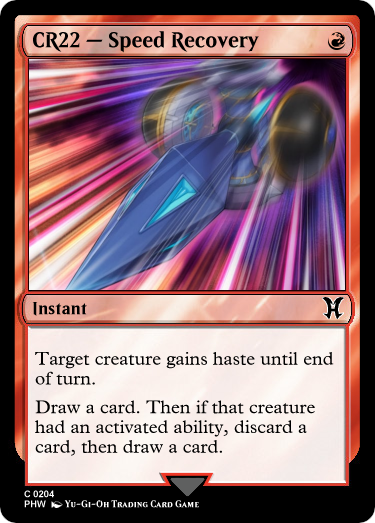 CR22 — Speed Recovery
Instant
Target creature gains haste until end
of turn.
Draw a card. Then if that creature
had an activated ability, discard a
card, then draw a card.
C 0204
PHW Yu-Gi-Oh Trading Card Game